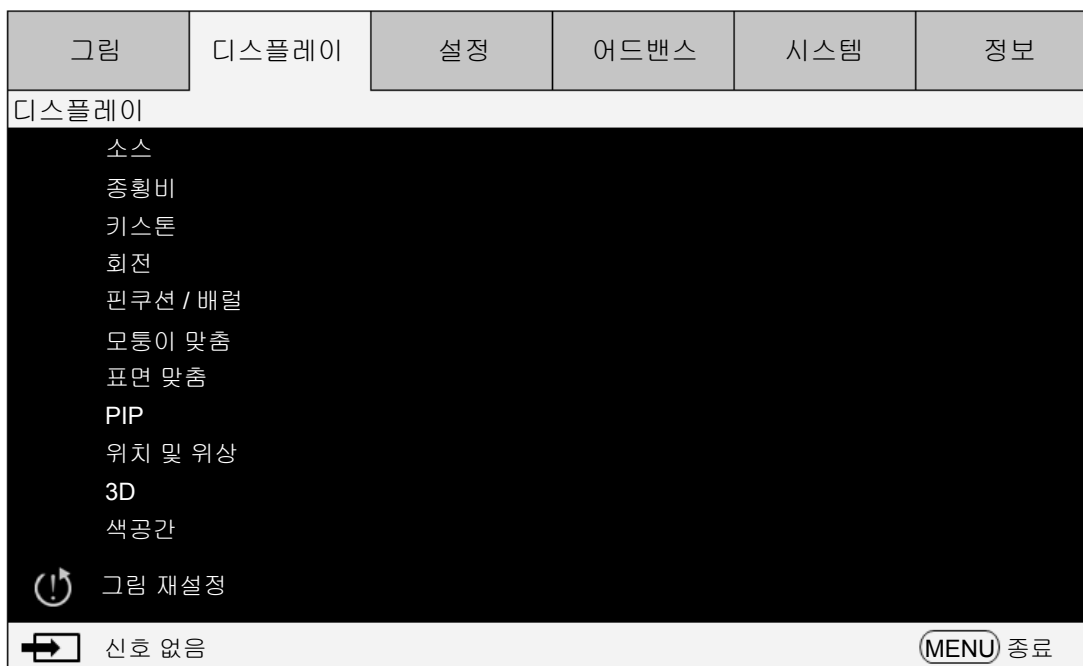 그림 디스플레이 설정 어드밴스 시스템 정보
디스플레이
소스
종횡비
키스톤
회전
핀쿠션 / 배럴
모퉁이 맞춤
표면 맞춤
PIP
위치 및 위상
3D
색공간
그림 재설정
신호 없음 MENU 종료